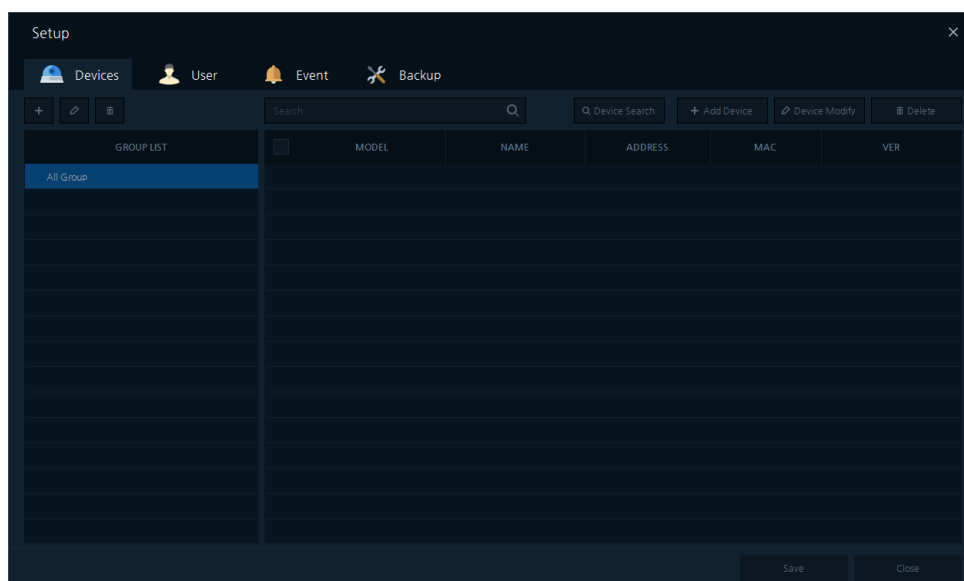 Setup
Devices User Event Backup
Search Device Search Add Device Device Modify Delete
GROUP LIST MODEL NAME ADDRESS MAC VER
All Group
Save Close